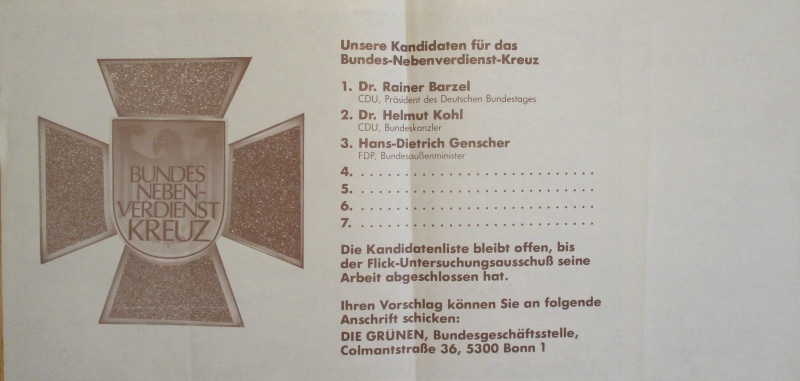 BUNDES
NEBEN-
VERDIENST
KREUZ
Unsere Kandidaten für das
Bundes-Nebenverdienst-Kreuz
1. Dr. Rainer Barzel
CDU, Präsident des Deutschen Bundestages
2. Dr. Helmut Kohl
CDU, Bundeskanzler
3. Hans-Dietrich Genscher
FDP, Bundesaußenminister
4. . . . . . . . . . . . . . . . . . . . . . . . . . . .
5. . . . . . . . . . . . . . . . . . . . . . . . . . . .
6. . . . . . . . . . . . . . . . . . . . . . . . . . . .
7. . . . . . . . . . . . . . . . . . . . . . . . . . . .
Die Kandidatenliste bleibt offen, bis
der Flick-Untersuchungsausschuß seine
Arbeit abgeschlossen hat.
Ihren Vorschlag können Sie an folgende
Anschrift schicken:
DIE GRÜNEN, Bundesgeschäftsstelle,
Colmantstraße 36, 5300 Bonn 1